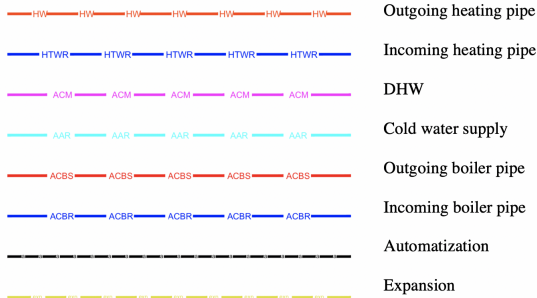 HW HW HW HW HW HW Outgoing heating pipe
HTWR HTWR HTWR HTWR HTWR Incoming heating pipe
ACM ACM ACM ACM ACM DHW
AAR AAR AAR AAR AAR Cold water supply
ACBS ACBS ACBS ACBS ACBS Outgoing boiler pipe
ACBR ACBR ACBR ACBR ACBR Incoming boiler pipe
Automatization
Expansion